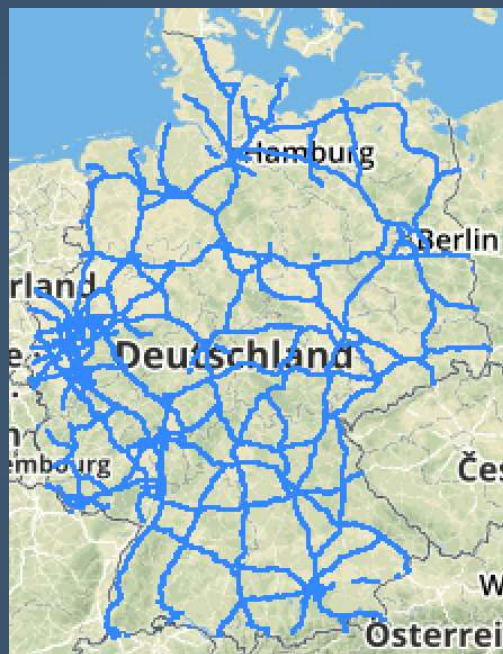 Hamburg
Berlin
rland
e
Deutschland
n
embourg
Čes
W
Österrei